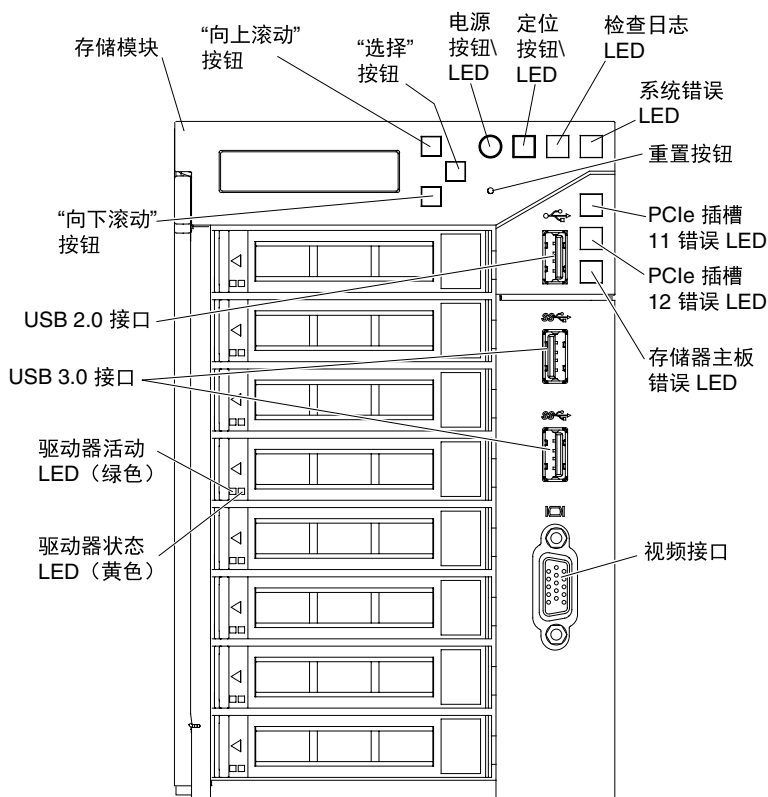 存储模块
“向上滚动”
按钮
“选择”
按钮
电源
按钮\
LED
定位
按钮\
LED
检查日志
LED
系统错误
LED
重置按钮
“向下滚动”
按钮
PCIe 插槽
11 错误 LED
PCIe 插槽
12 错误 LED
USB 2.0 接口
USB 3.0 接口
存储器主板
错误 LED
驱动器活动
LED（绿色）
驱动器状态
LED（黄色）
视频接口